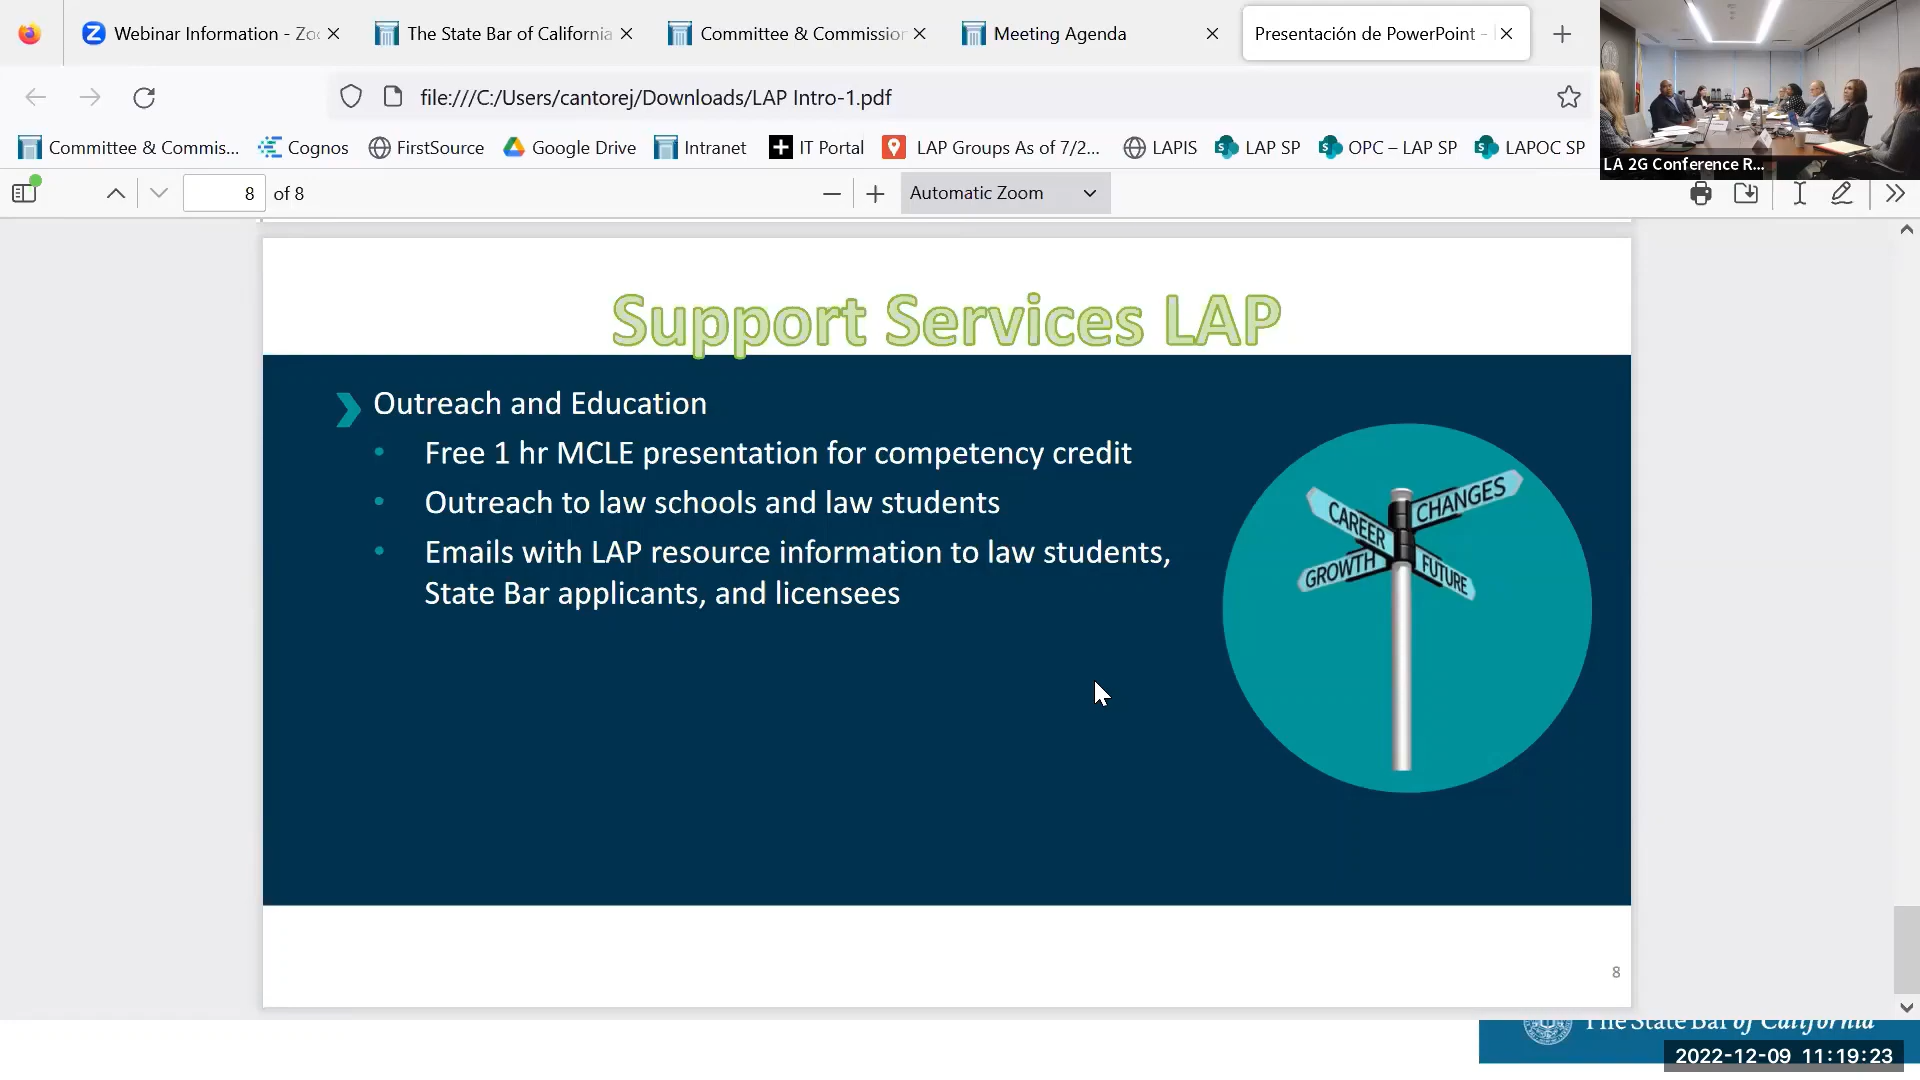 Webinar Information - Zo
The State Bar of California
Committee & Commission
Meeting Agenda
Presentación de PowerPoint -
file:///C:/Users/cantorej/Downloads/LAP Intro-1.pdf
Committee & Commis...
Cognos
FirstSource
Google Drive
Intranet
IT Portal
LAP Groups As of 7/2...
LAPIS
LAP SP
OPC – LAP SP
LAPOC SP
LA 2G Conference R...
8 of 8
Automatic Zoom
Support Services LAP
Outreach and Education
• Free 1 hr MCLE presentation for competency credit
• Outreach to law schools and law students
• Emails with LAP resource information to law students,
State Bar applicants, and licensees
CAREER
CHANGES
GROWTH
FUTURE
8
The State Bar of California
2022-12-09 11:19:23